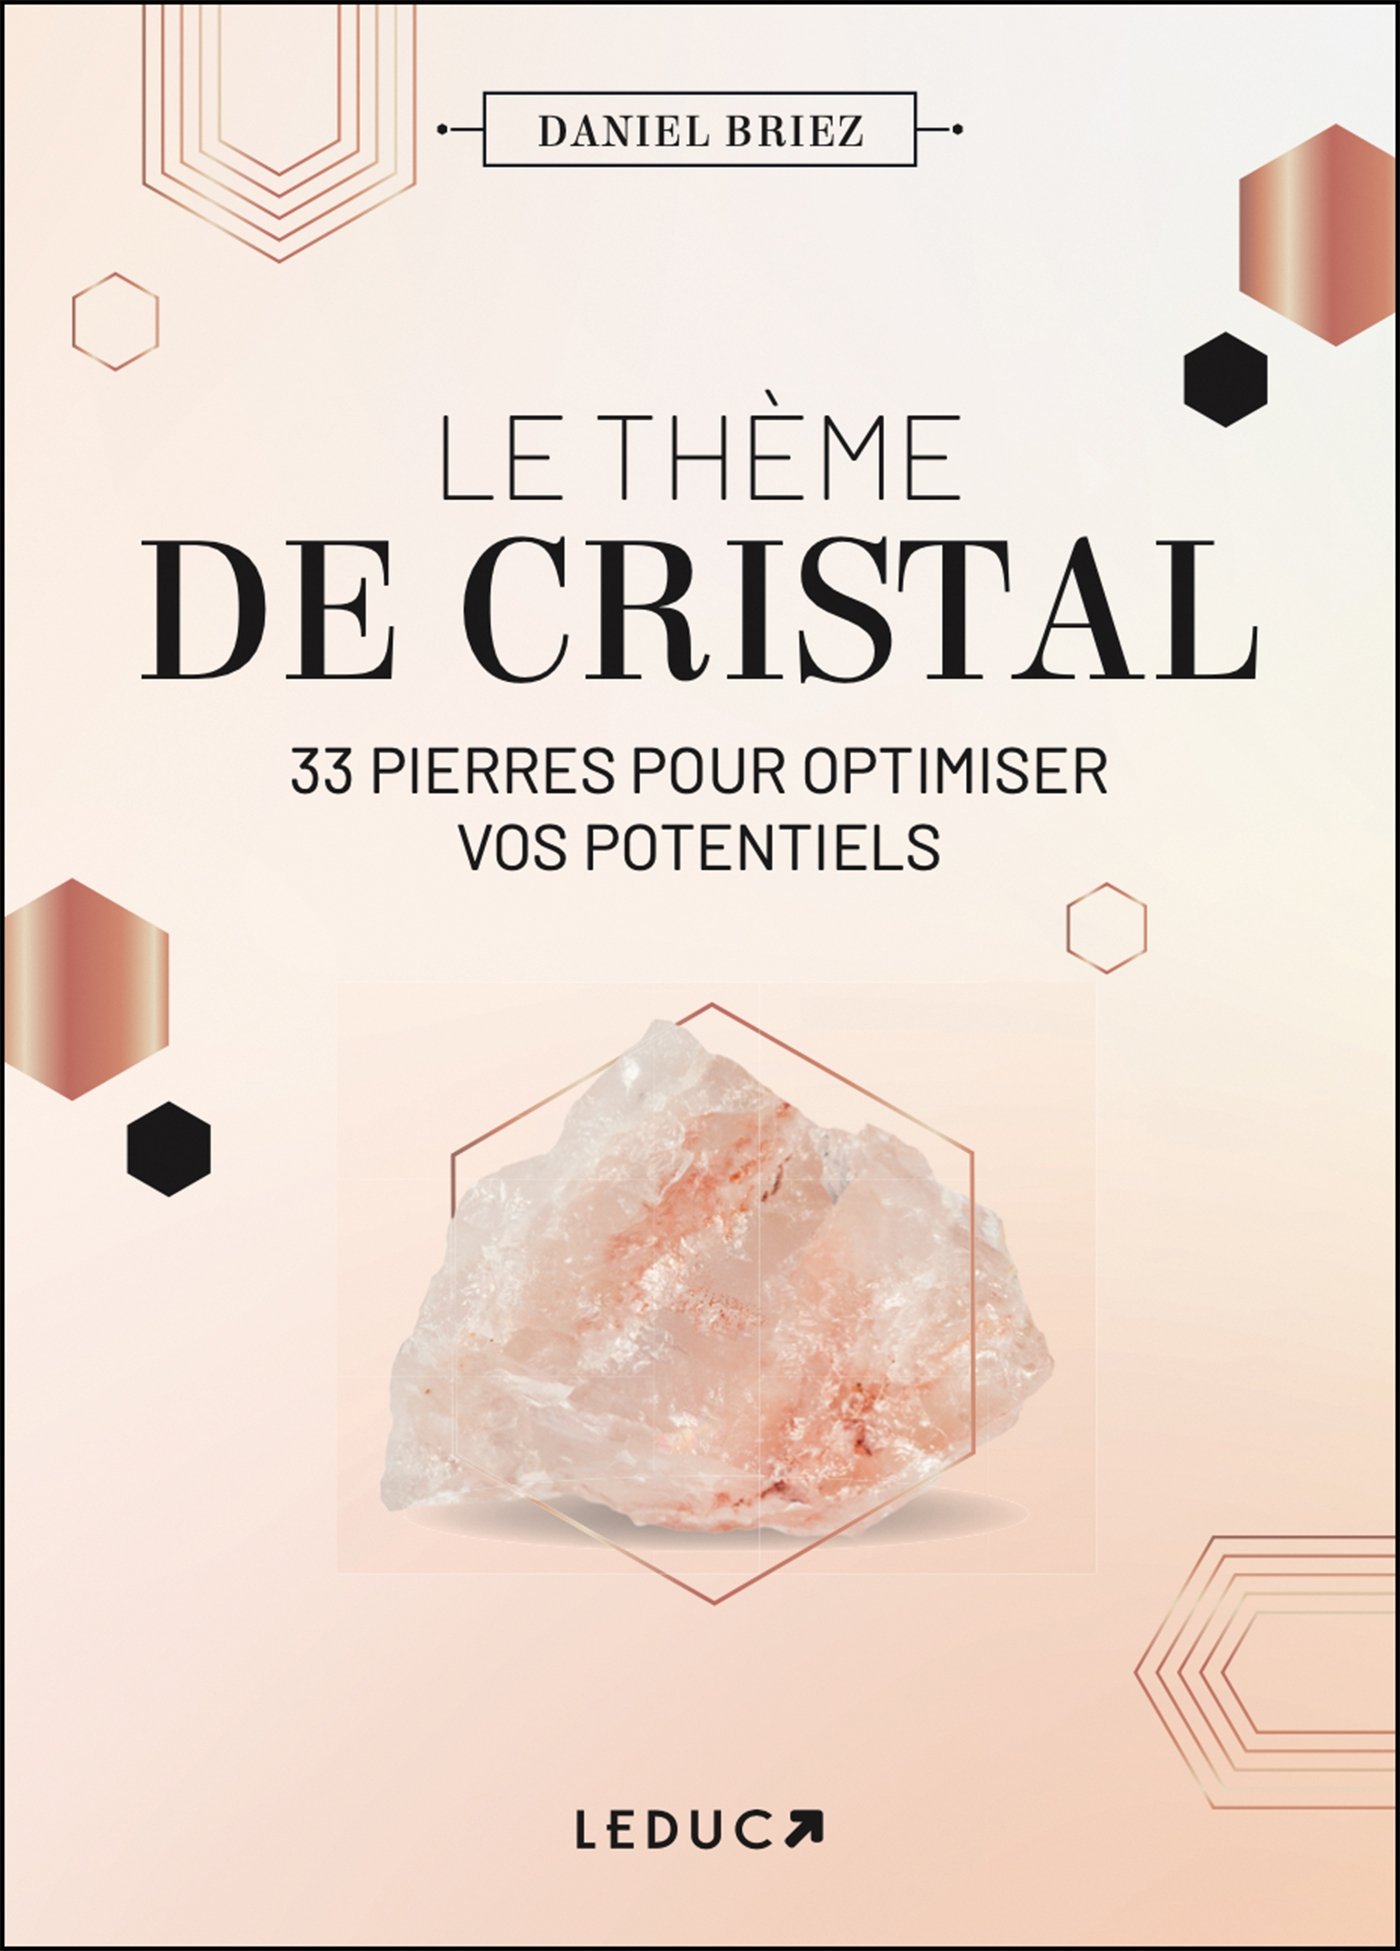 DANIEL BRIEZ
LE THÈME
DE CRISTAL
33 PIERRES POUR OPTIMISER
VOS POTENTIELS
LEDUC